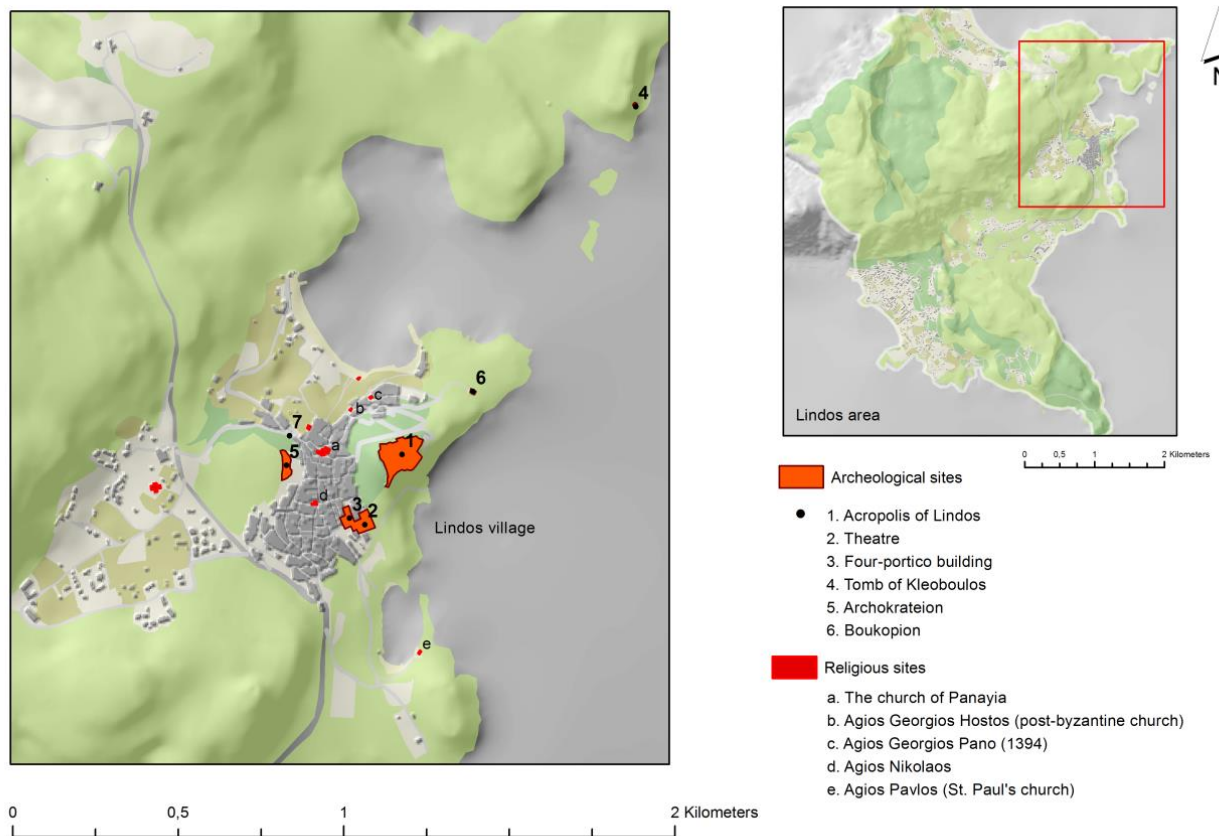 4
6
c
b
7
a
1
5
d
3
2
Lindos village
e
0 0,5 1 2 Kilometers
N
Lindos area
0 0,5 1 2 Kilometers
Archeological sites
1. Acropolis of Lindos
2. Theatre
3. Four-portico building
4. Tomb of Kleoboulos
5. Archokrateion
6. Boukopion
Religious sites
a. The church of Panayia
b. Agios Georgios Hostos (post-byzantine church)
c. Agios Georgios Pano (1394)
d. Agios Nikolaos
e. Agios Pavlos (St. Paul's church)